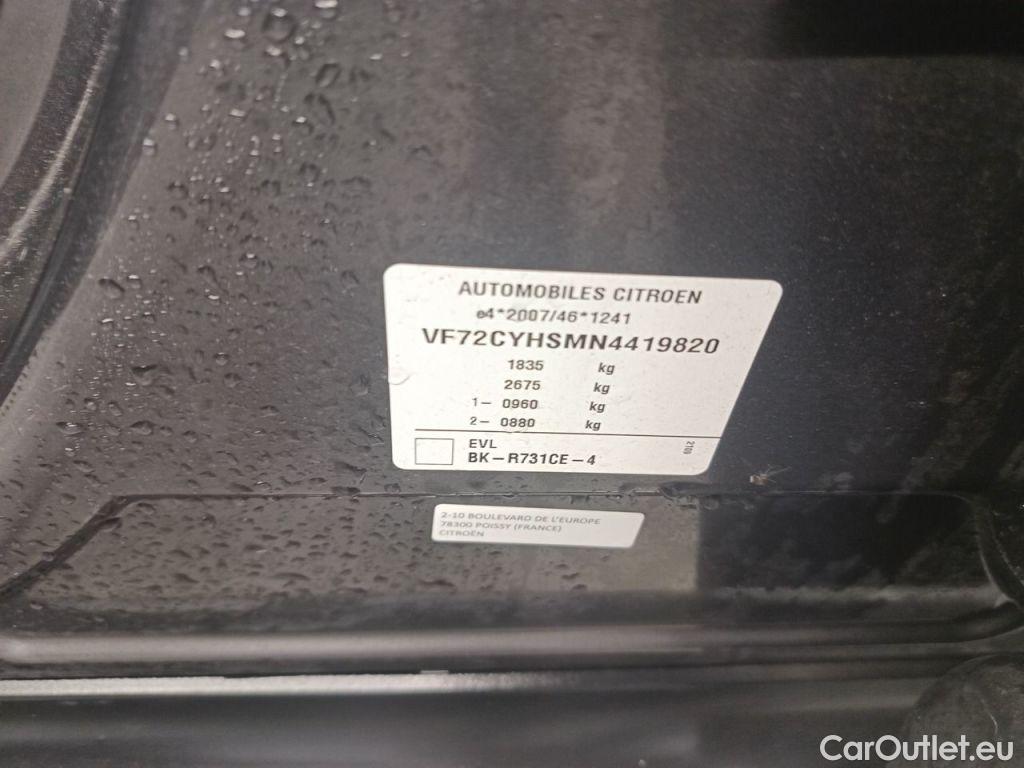 AUTOMOBILES CITROEN
e4*2007/46*1241
VF72CYHSMN4419820
1835 kg
2675 kg
1- 0960 kg
2- 0880 kg
EVL
BK-R731CE-4
2109
2-10 BOULEVARD DE L'EUROPE
78300 POISSY (FRANCE)
CITROËN
CarOutlet.eu